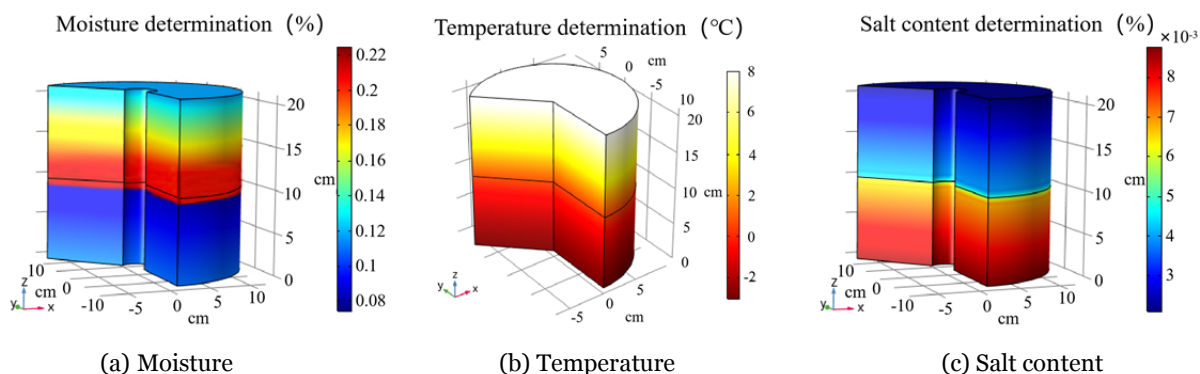 Moisture determination (%)
0.22
0.2
0.18
0.16
0.14
0.12
0.1
0.08
20
15
10
5
0
cm
10
cm
0
-10
0
5
10
cm
z
y
x
(a) Moisture
Temperature determination (℃)
5
0
-5
cm
10
20
15
10
5
0
cm
8
6
4
2
0
-2
5
0
-5
cm
z
y
x
(b) Temperature
Salt content determination (%)
×10⁻³
8
7
6
5
4
3
20
15
10
5
0
cm
10
cm
0
-10
0
5
10
cm
z
y
x
(c) Salt content